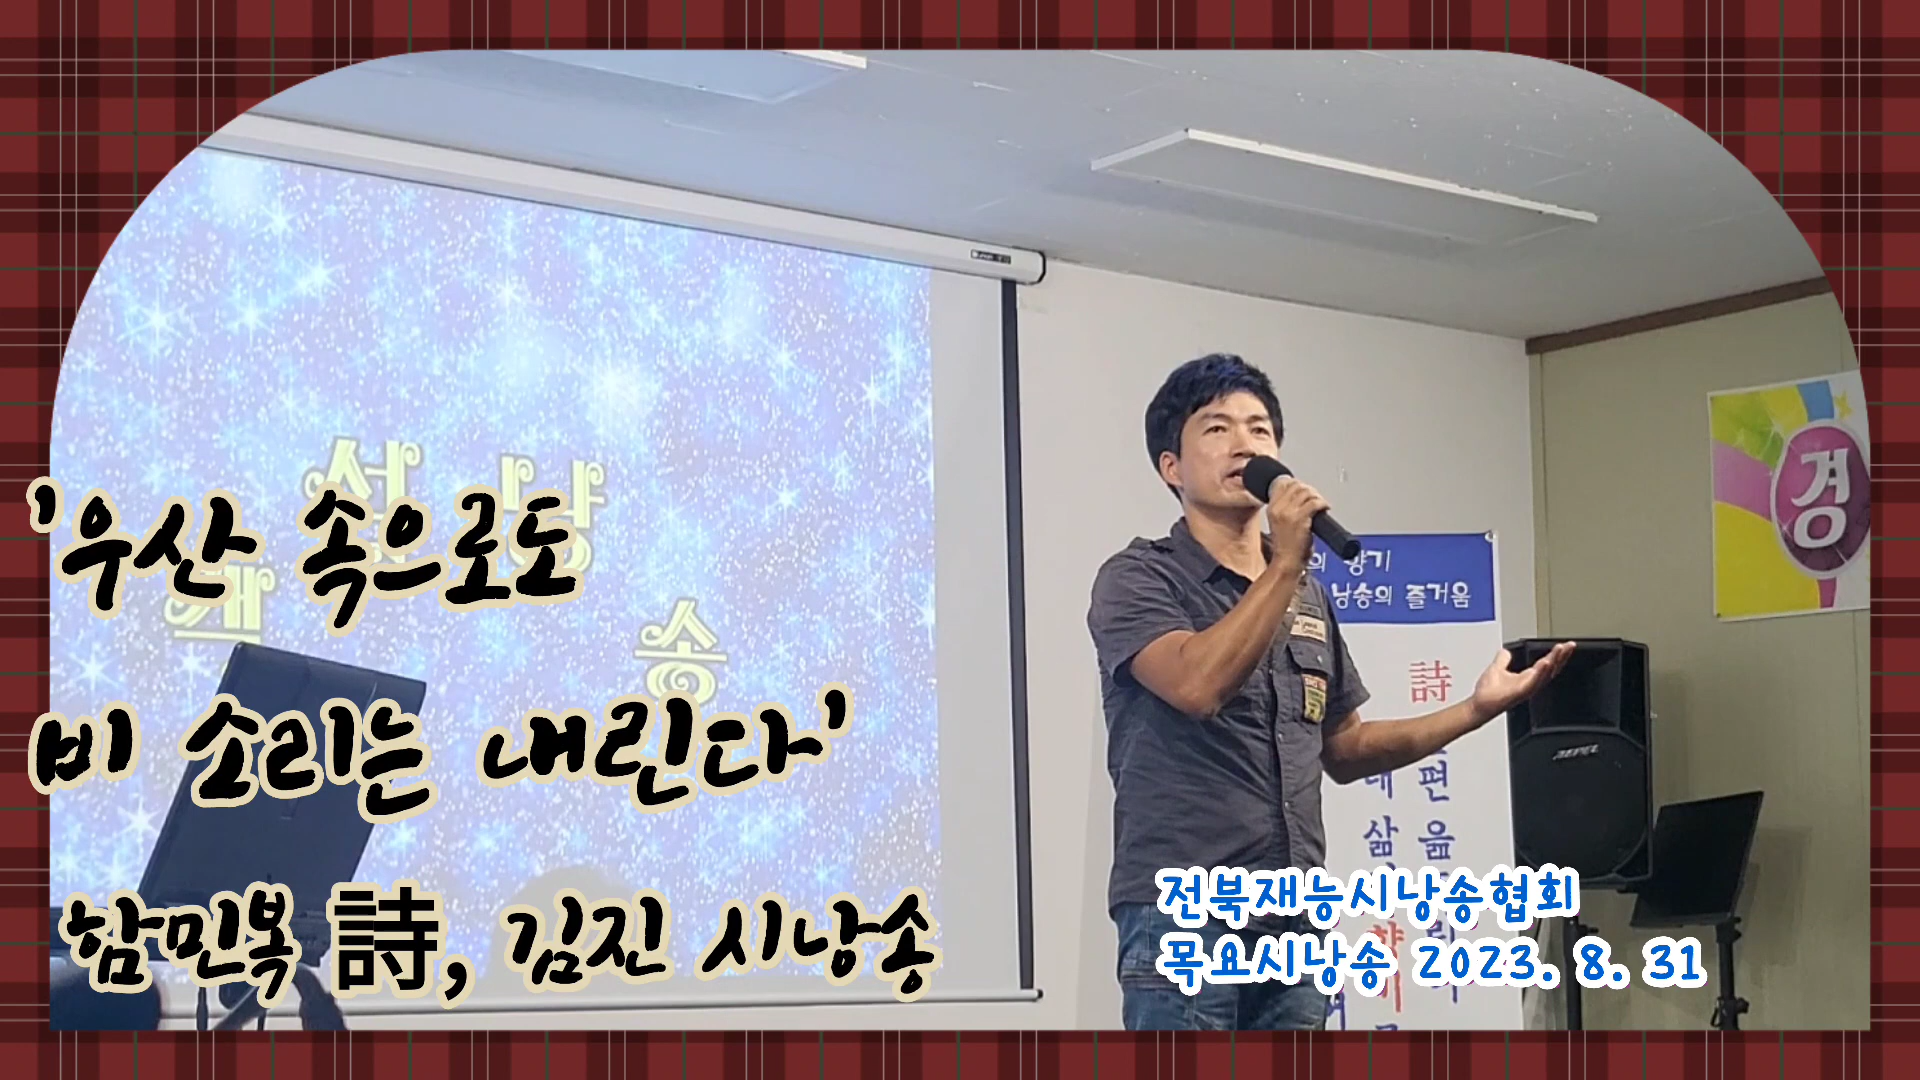 '우산 속으로도
비 소리는 내린다'
함민복 詩, 김진 시낭송
전북재능시낭송협회
목요시낭송 2023. 8. 31
낭송의 즐거움
詩
송
경